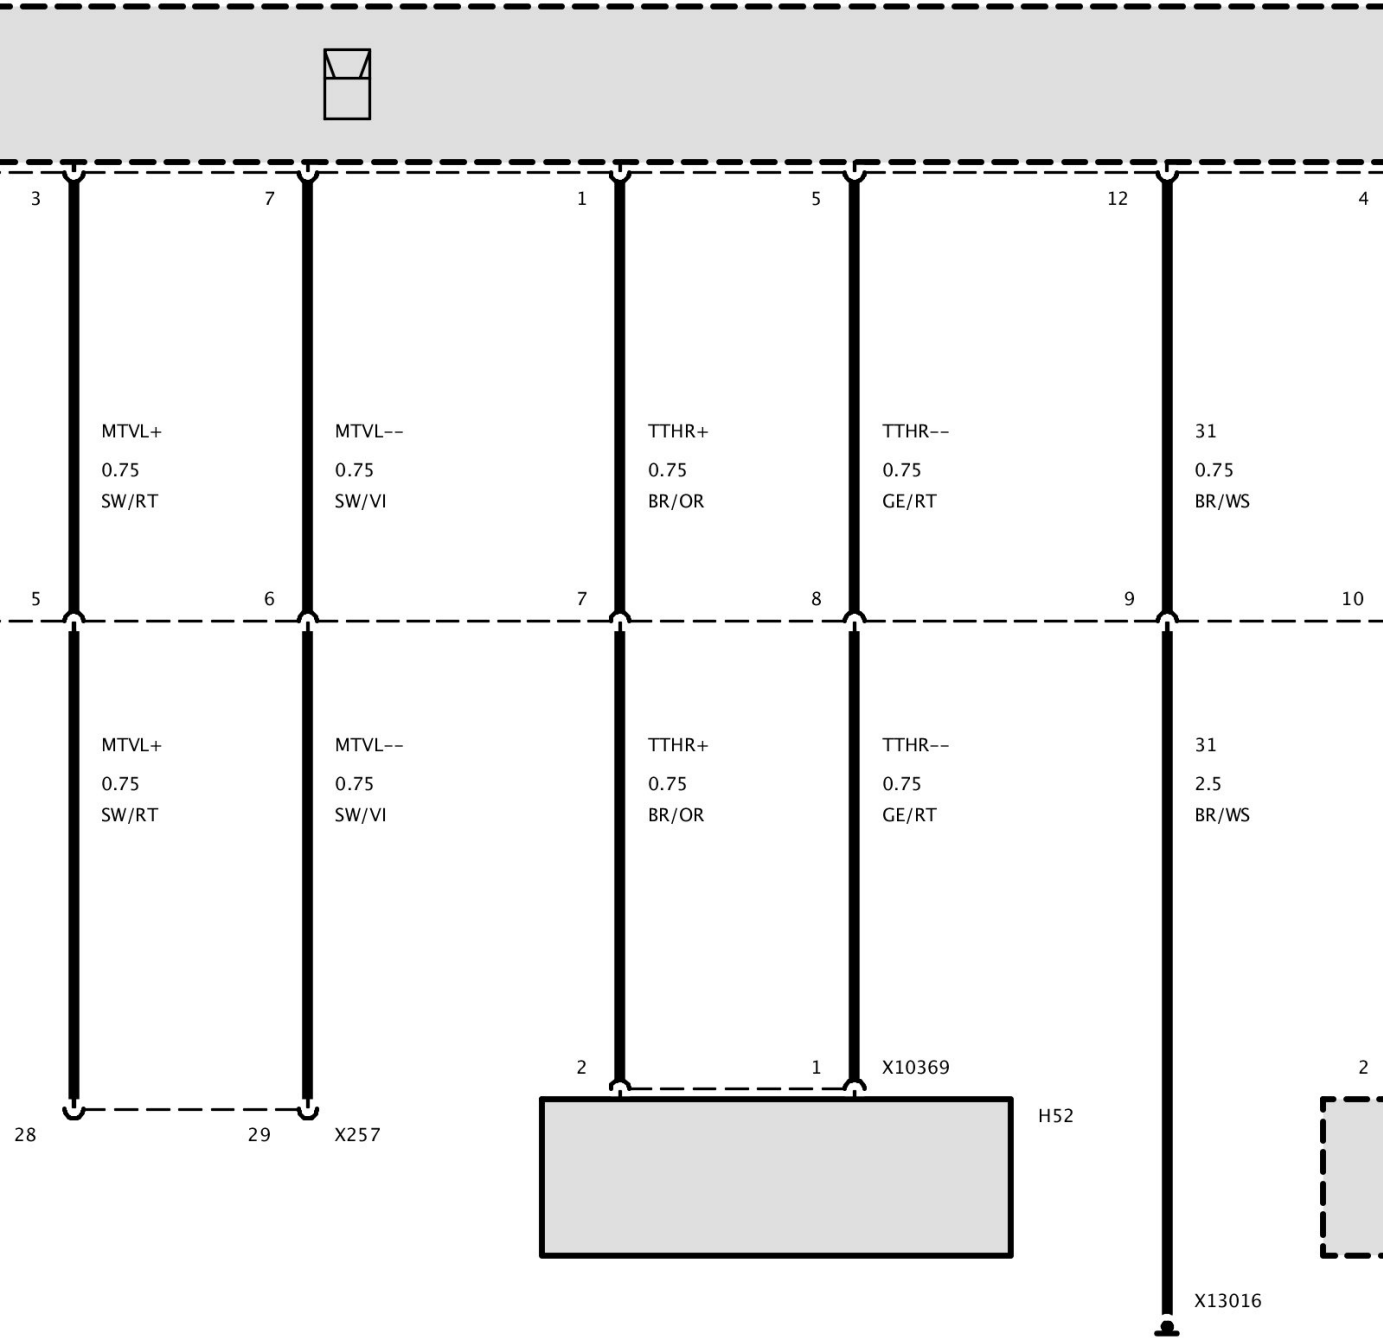 3 7 1 5 12 4
MTVL+ MTVL-- TTHR+ TTHR-- 31
0.75 0.75 0.75 0.75 0.75
SW/RT SW/VI BR/OR GE/RT BR/WS
5 6 7 8 9 10
MTVL+ MTVL-- TTHR+ TTHR-- 31
0.75 0.75 0.75 0.75 2.5
SW/RT SW/VI BR/OR GE/RT BR/WS
2 1 X10369 2
H52
28 29 X257
X13016